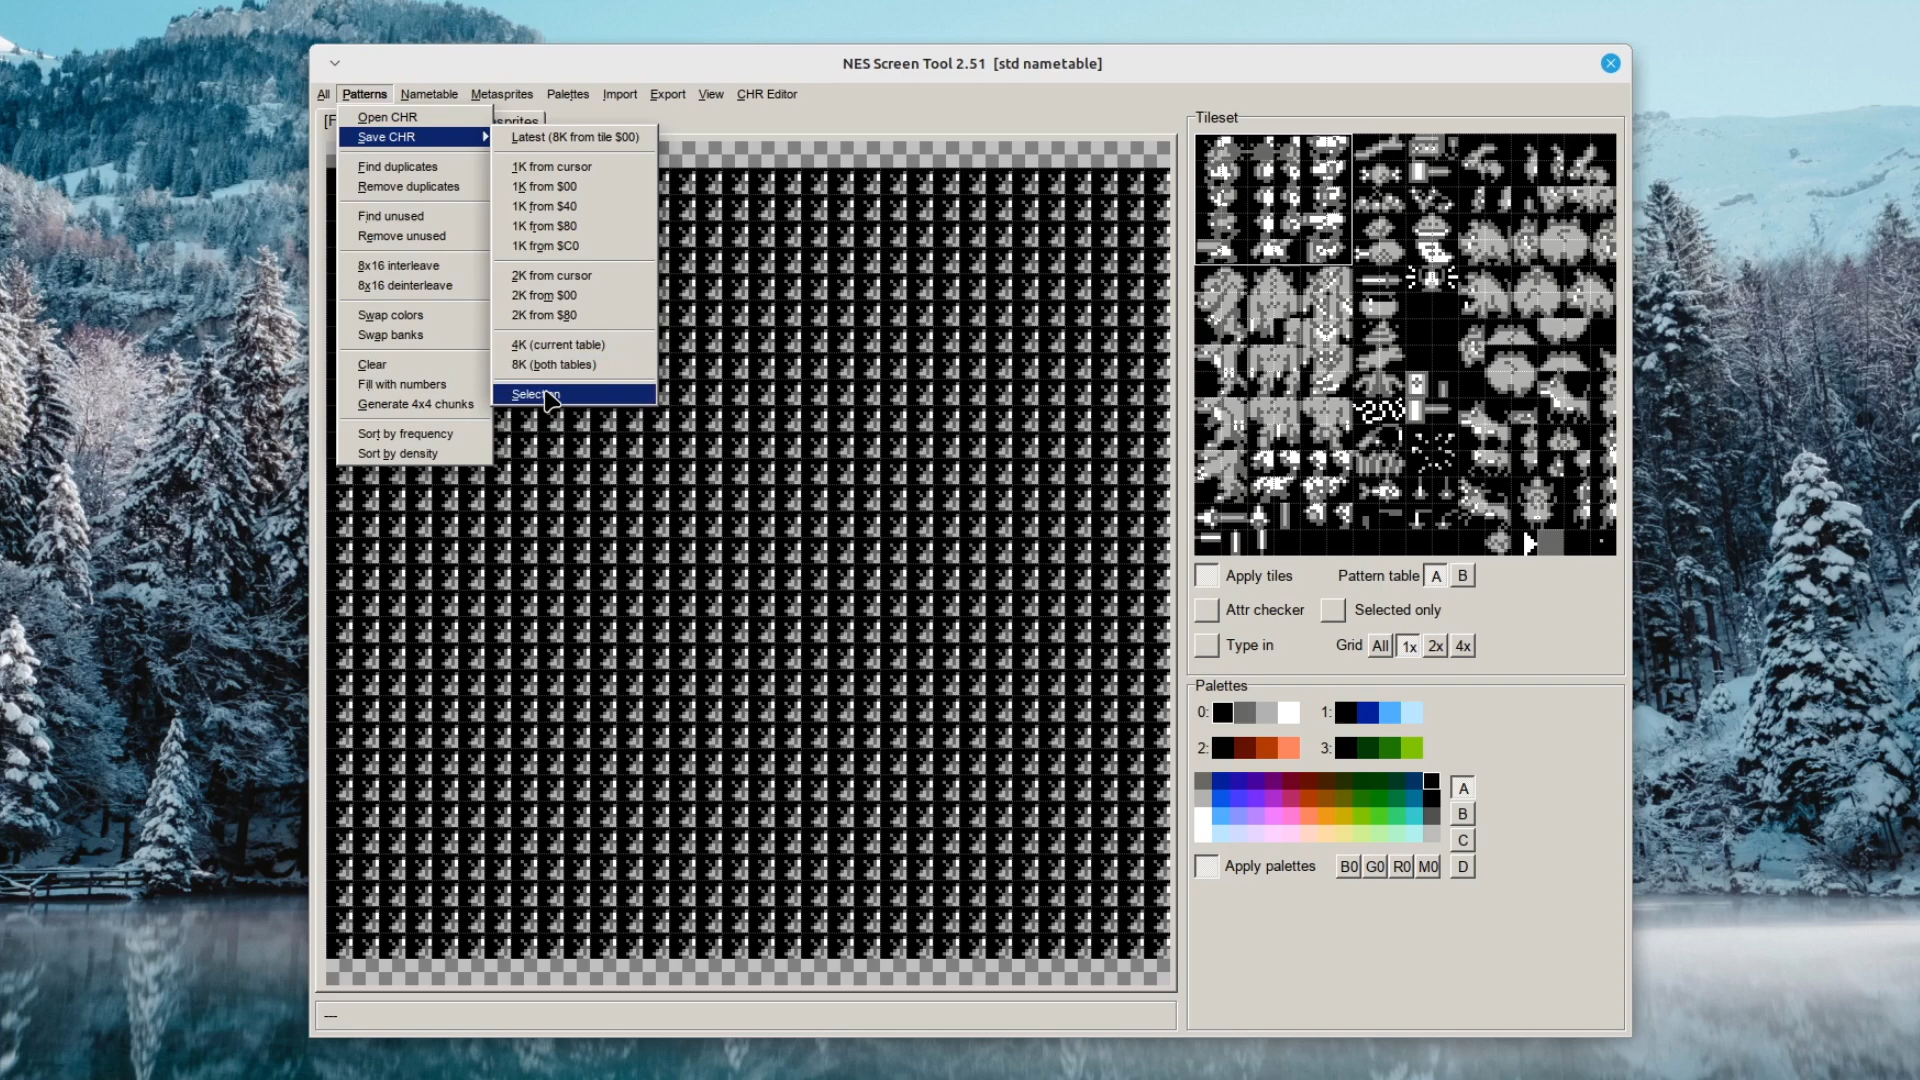 NES Screen Tool 2.51 [std nametable]
All Patterns Nametable Metasprites Palettes Import Export View CHR Editor
Open CHR
Save CHR
Find duplicates
Remove duplicates
Find unused
Remove unused
8x16 interleave
8x16 deinterleave
Swap colors
Swap banks
Clear
Fill with numbers
Generate 4x4 chunks
Sort by frequency
Sort by density
Latest (8K from tile $00)
1K from cursor
1K from $00
1K from $40
1K from $80
1K from $C0
2K from cursor
2K from $00
2K from $80
4K (current table)
8K (both tables)
Selection
---
Tileset
Apply tiles Pattern table A B
Attr checker Selected only
Type in Grid All 1x 2x 4x
Palettes
0: 1:
2: 3:
A
B
C
D
Apply palettes B0 G0 R0 M0